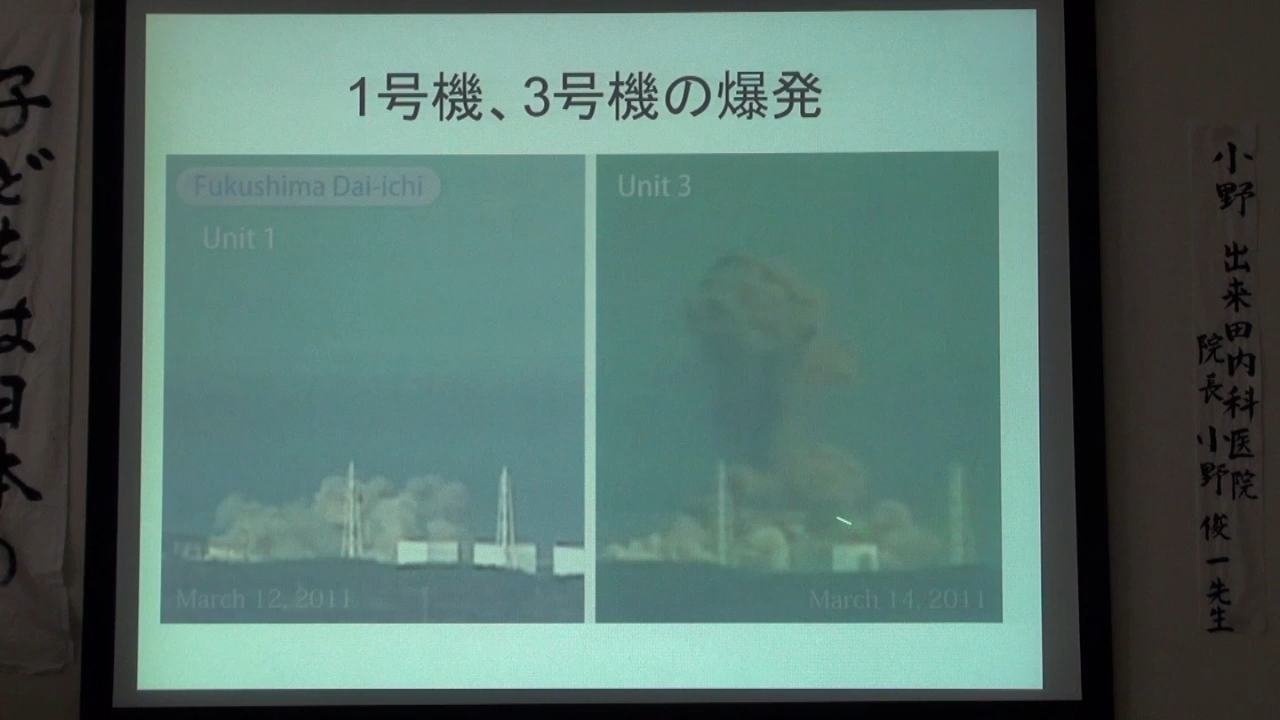 1号機、3号機の爆発
Fukushima Dai-ichi
Unit 1
March 12, 2011
Unit 3
March 14, 2011
子どもは日本の
小野出来田内科医院
院長 小野俊一先生